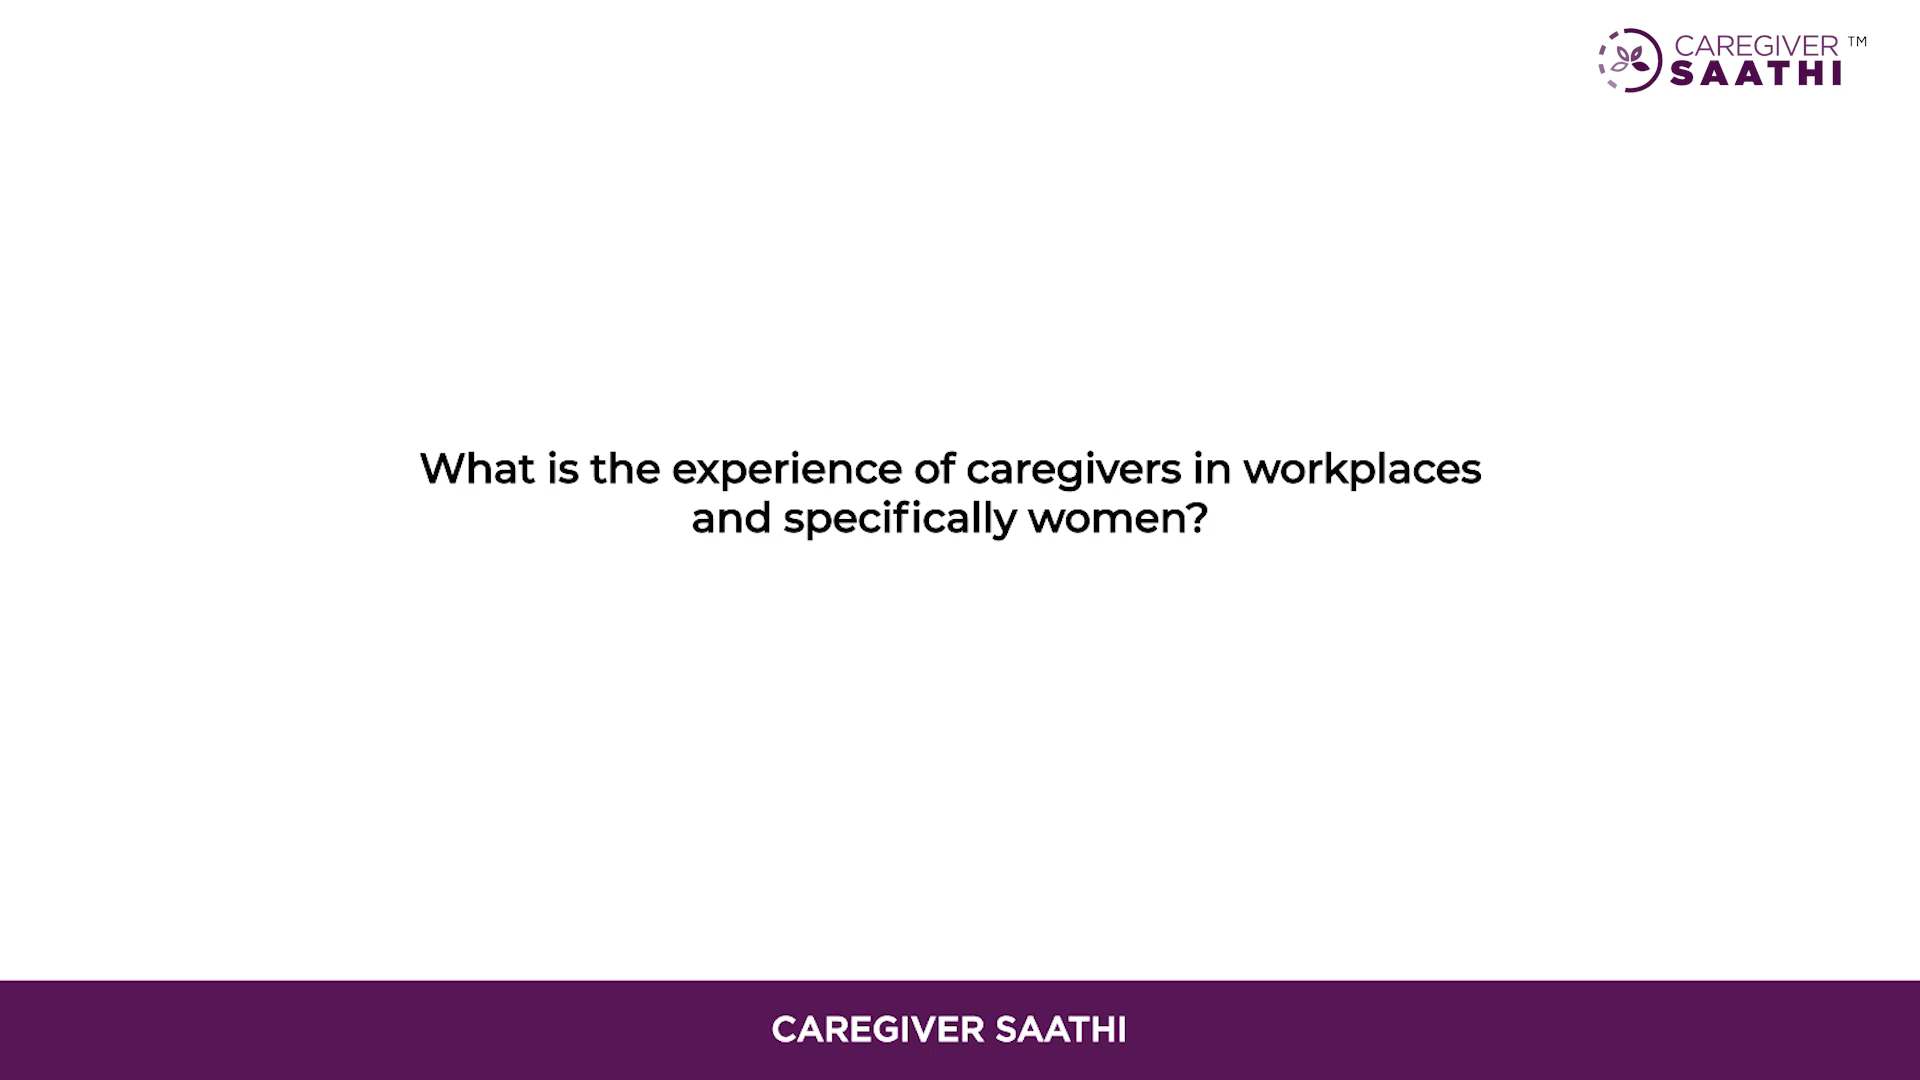 CAREGIVER TM
SAATHI
What is the experience of caregivers in workplaces
and specifically women?
CAREGIVER SAATHI